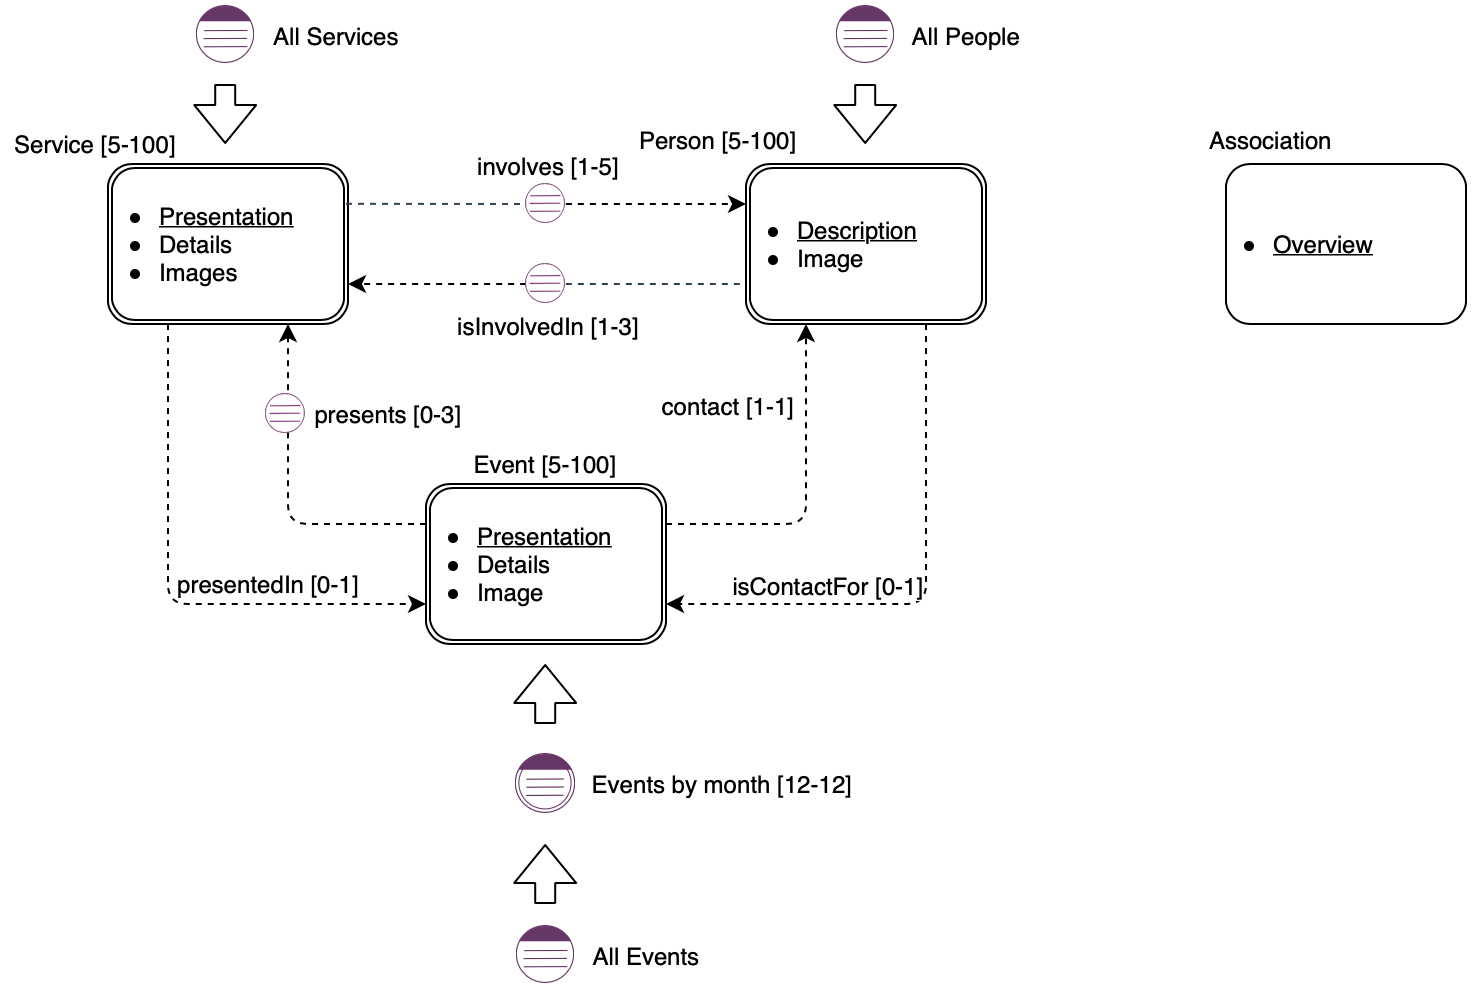 All Services
All People
Service [5-100]
Person [5-100]
Association
involves [1-5]
Presentation
Details
Images
Description
Image
Overview
isInvolvedIn [1-3]
presents [0-3]
contact [1-1]
Event [5-100]
Presentation
Details
Image
presentedIn [0-1]
isContactFor [0-1]
Events by month [12-12]
All Events